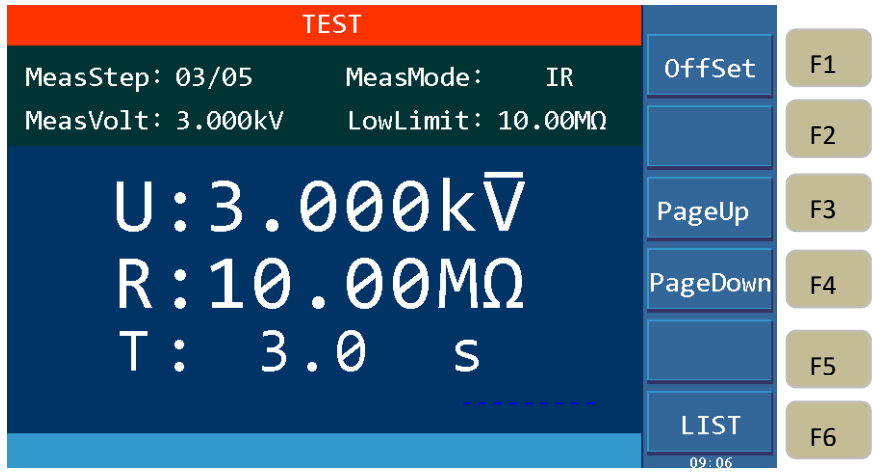 TEST
MeasStep: 03/05 MeasMode: IR
MeasVolt: 3.000kV LowLimit: 10.00MΩ
U:3.000kV
R:10.00MΩ
T: 3.0 s
---------
OffSet
PageUp
PageDown
LIST
09:06
F1
F2
F3
F4
F5
F6